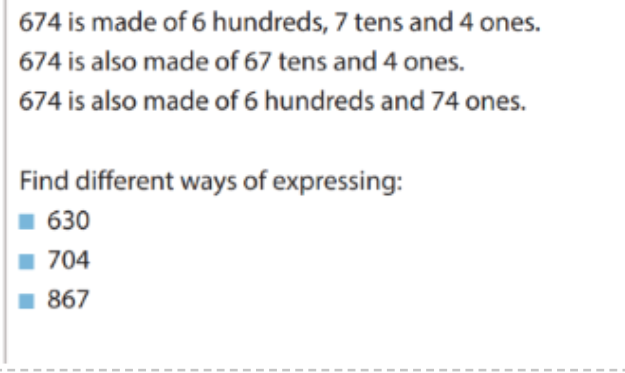 674 is made of 6 hundreds, 7 tens and 4 ones.
674 is also made of 67 tens and 4 ones.
674 is also made of 6 hundreds and 74 ones.
Find different ways of expressing:
630
704
867